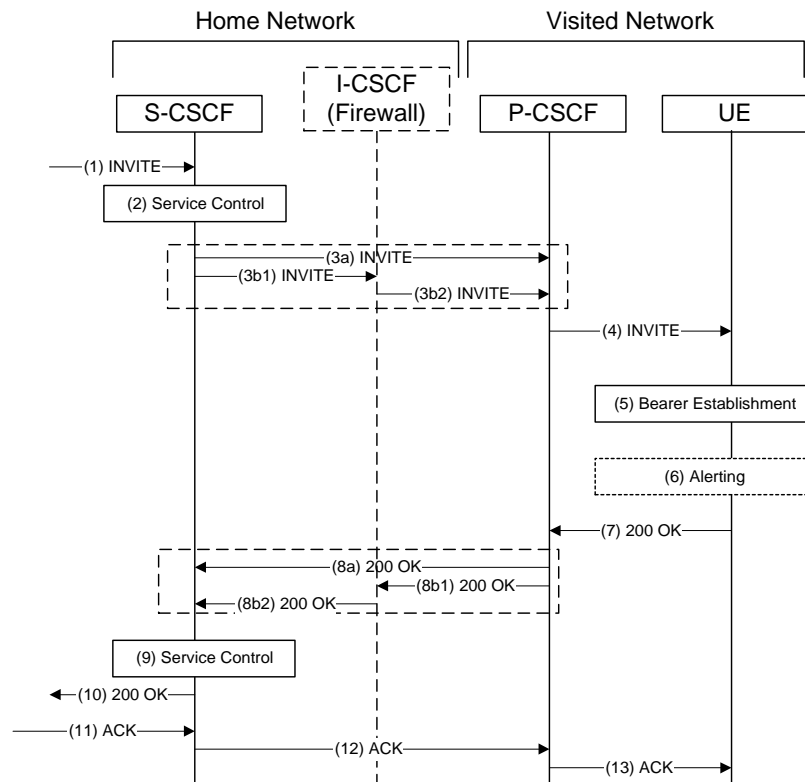 Home Network
Visited Network
I-CSCF
(Firewall)
S-CSCF
P-CSCF
UE
(1) INVITE
(2) Service Control
(3a) INVITE
(3b1) INVITE
(3b2) INVITE
(4) INVITE
(5) Bearer Establishment
(6) Alerting
(7) 200 OK
(8a) 200 OK
(8b1) 200 OK
(8b2) 200 OK
(9) Service Control
(10) 200 OK
(11) ACK
(12) ACK
(13) ACK